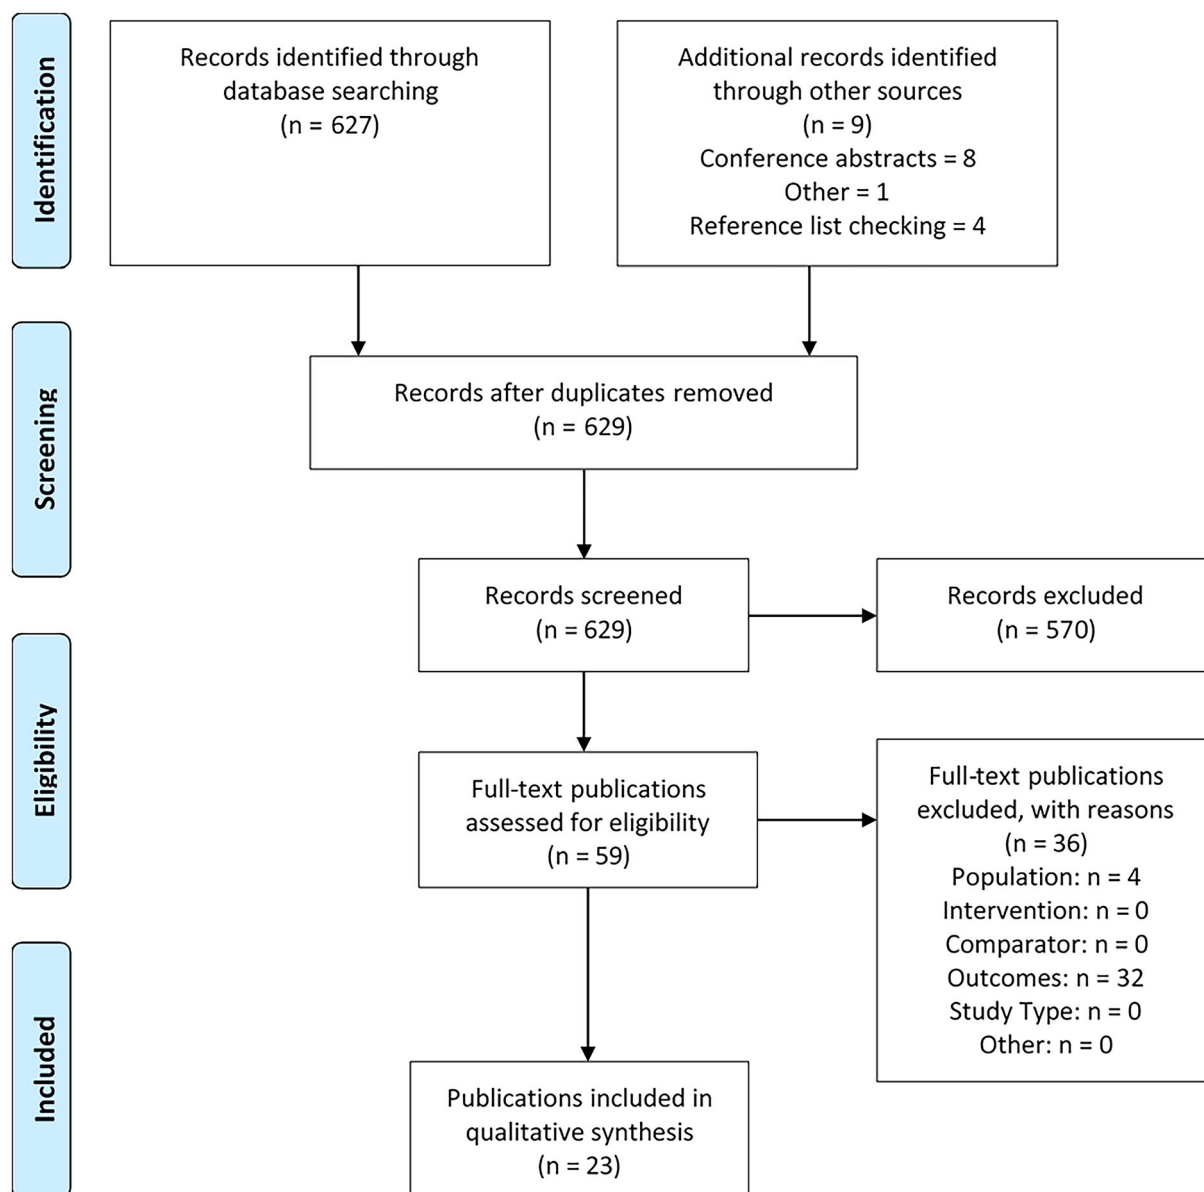 Identification
Records identified through
database searching
(n = 627)
Additional records identified
through other sources
(n = 9)
Conference abstracts = 8
Other = 1
Reference list checking = 4
Screening
Records after duplicates removed
(n = 629)
Records screened
(n = 629)
Records excluded
(n = 570)
Eligibility
Full-text publications
assessed for eligibility
(n = 59)
Full-text publications
excluded, with reasons
(n = 36)
Population: n = 4
Intervention: n = 0
Comparator: n = 0
Outcomes: n = 32
Study Type: n = 0
Other: n = 0
Included
Publications included in
qualitative synthesis
(n = 23)